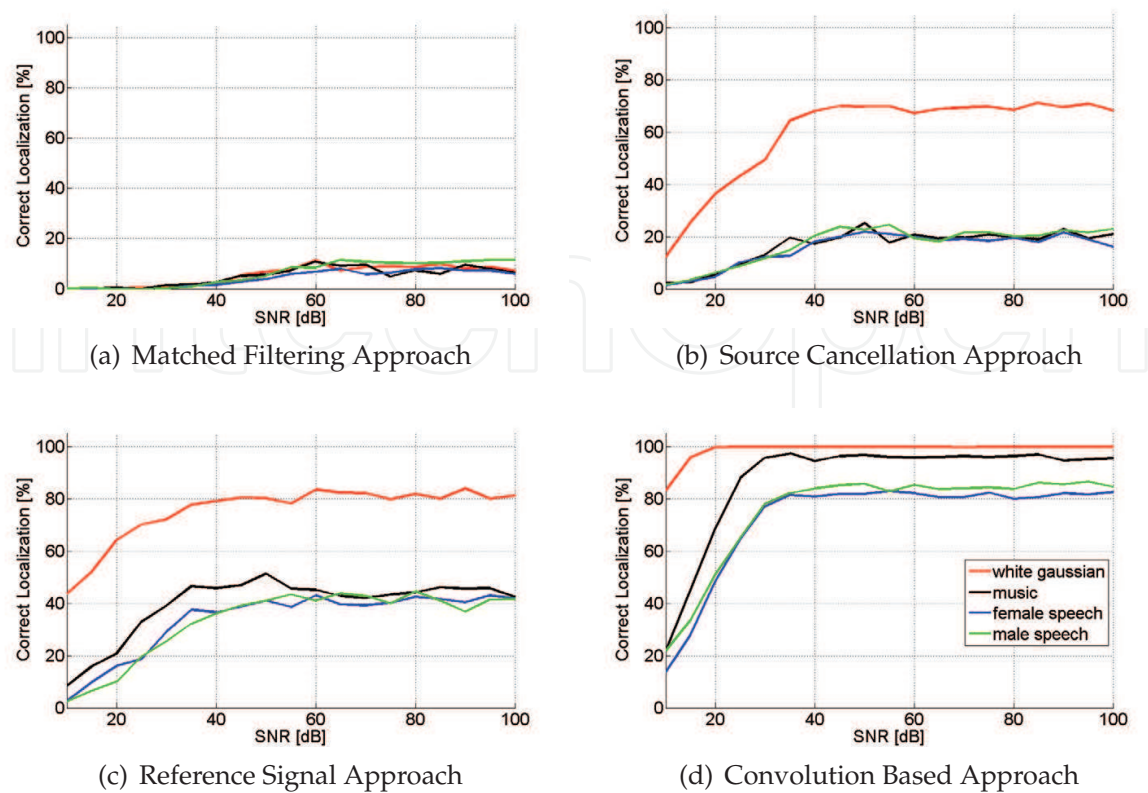 100
80
60
40
20
0
Correct Localization [%]
20 40 60 80 100
SNR [dB]
(a) Matched Filtering Approach
100
80
60
40
20
0
Correct Localization [%]
20 40 60 80 100
SNR [dB]
(b) Source Cancellation Approach
100
80
60
40
20
0
Correct Localization [%]
20 40 60 80 100
SNR [dB]
(c) Reference Signal Approach
100
80
60
40
20
0
Correct Localization [%]
20 40 60 80 100
SNR [dB]
white gaussian
music
female speech
male speech
(d) Convolution Based Approach